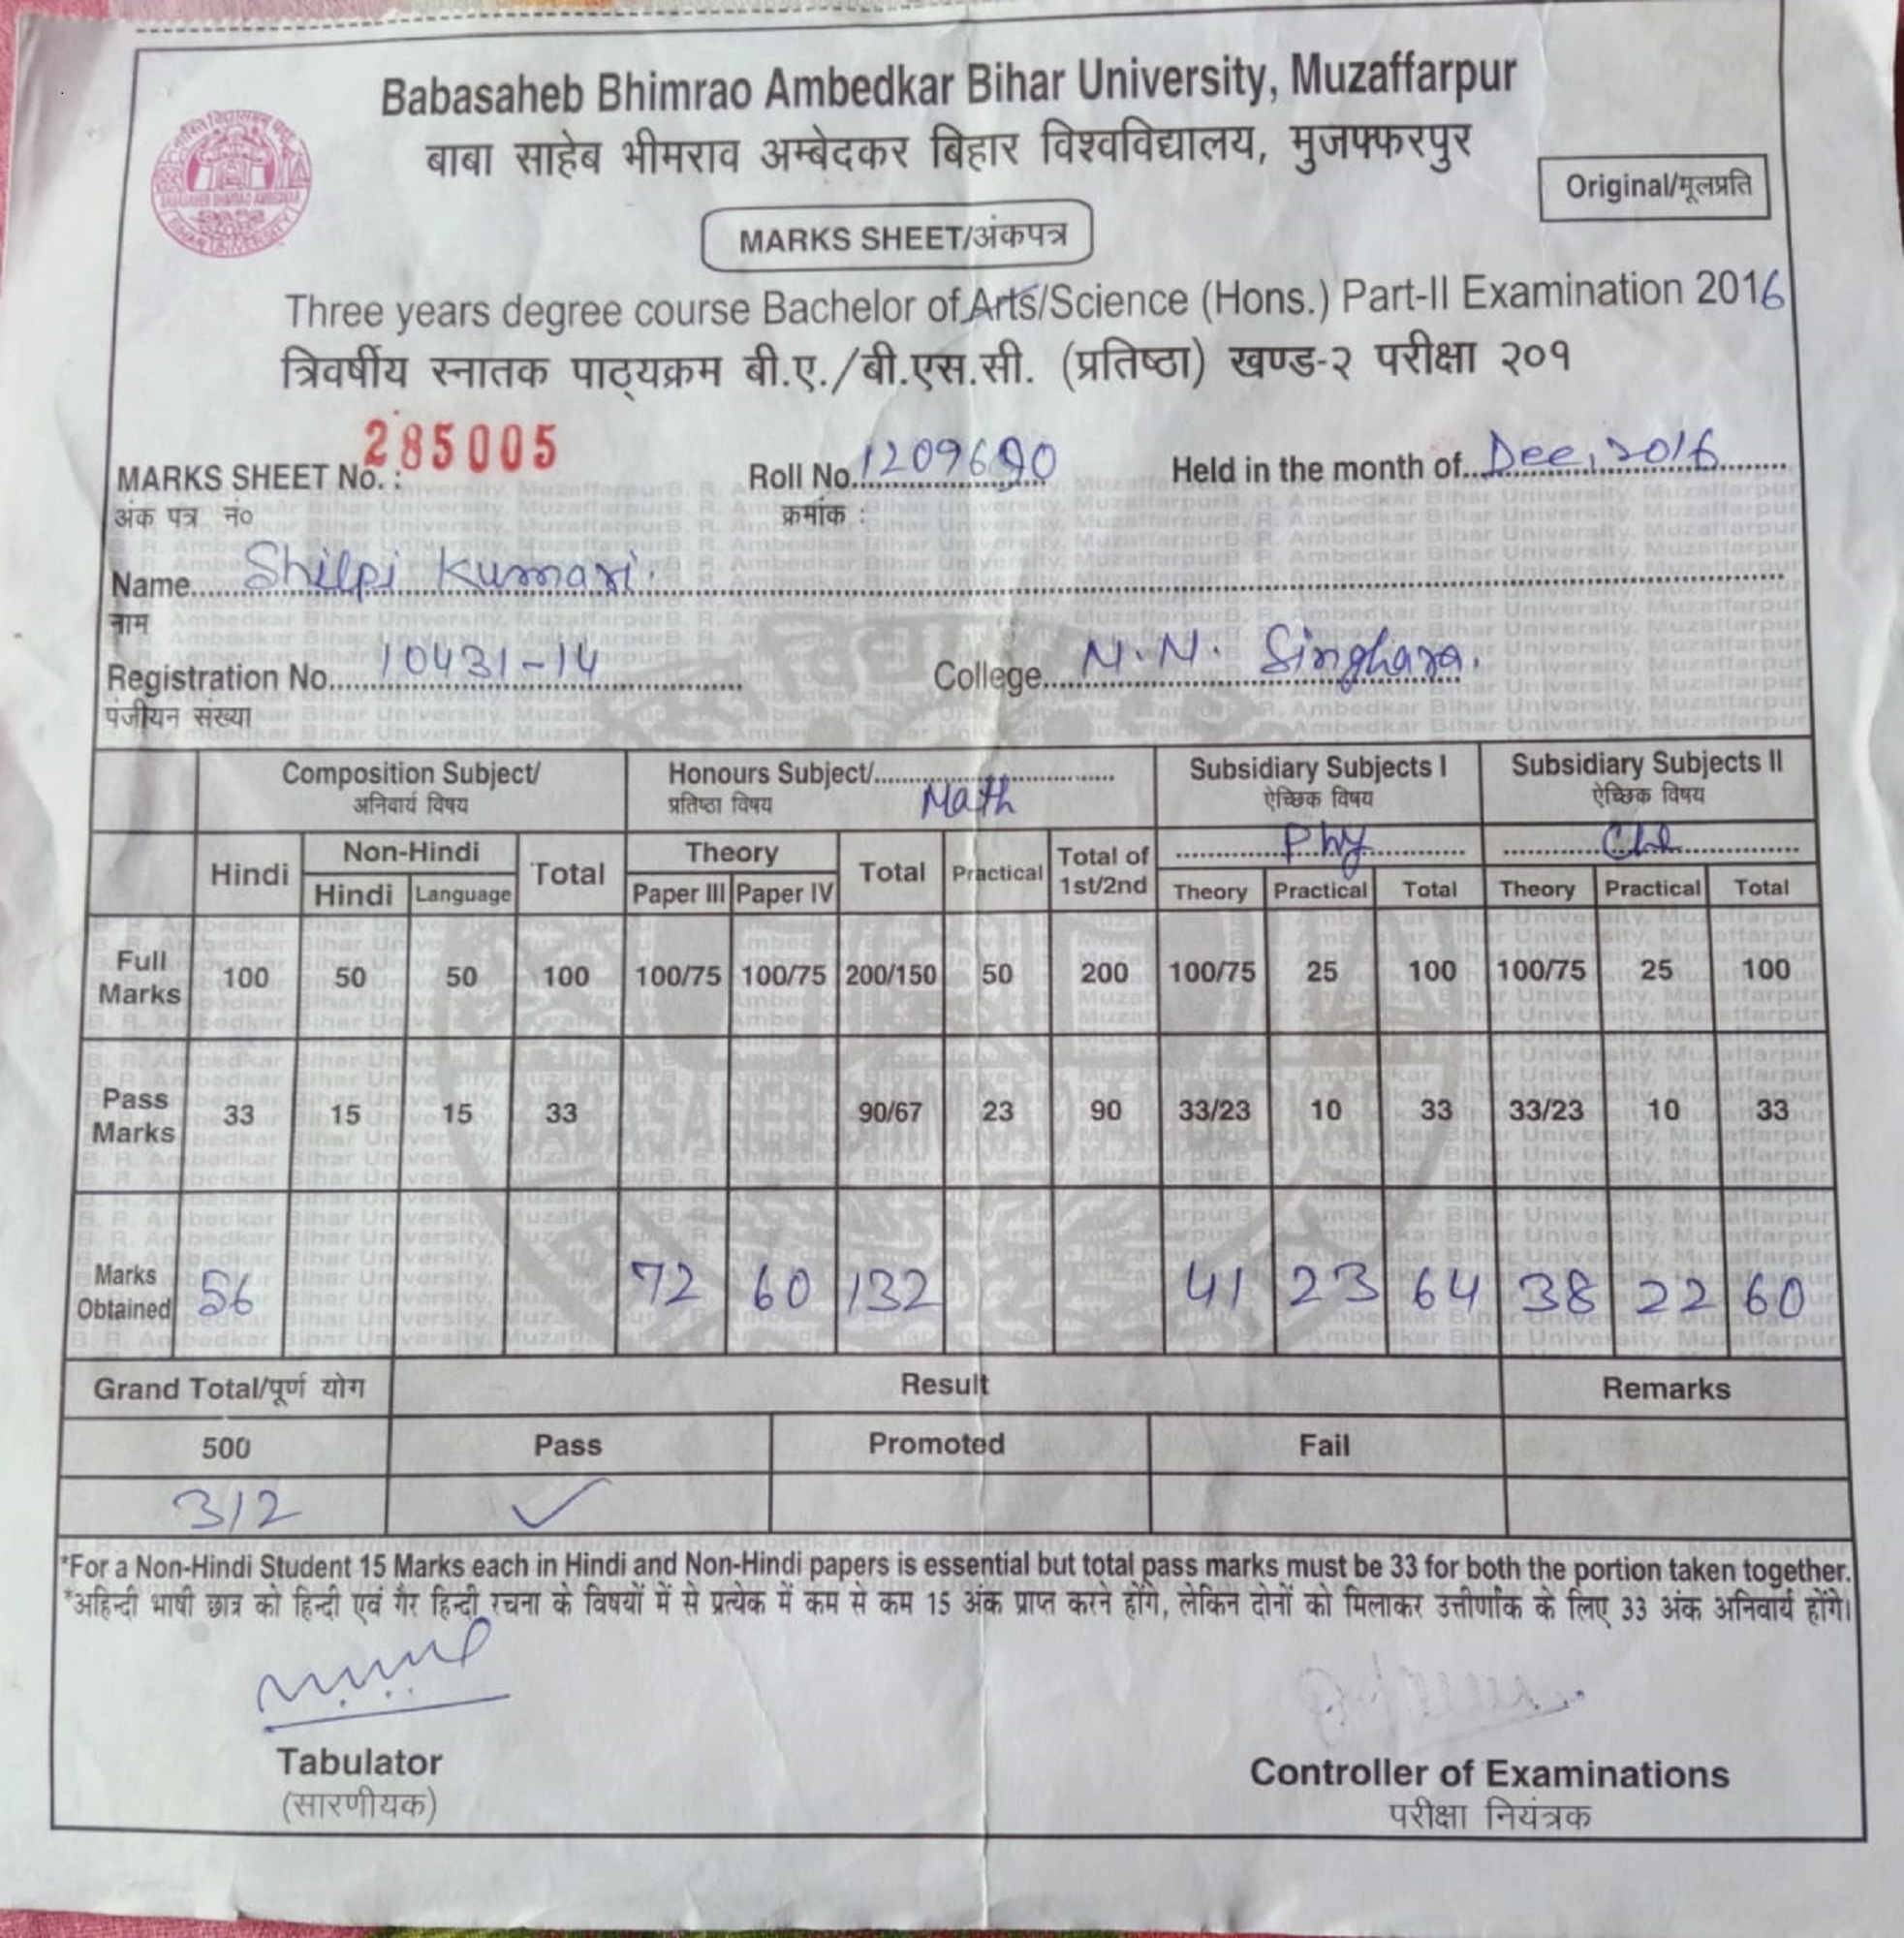 Babasaheb Bhimrao Ambedkar Bihar University, Muzaffarpur
बाबा साहेब भीमराव अम्बेदकर बिहार विश्वविद्यालय, मुजफ्फरपुर
Original/मूलप्रति
MARKS SHEET/अंकपत्र
Three years degree course Bachelor of Arts/Science (Hons.) Part-II Examination 2016
त्रिवर्षीय स्नातक पाठ्यक्रम बी.ए./बी.एस.सी. (प्रतिष्ठा) खण्ड-२ परीक्षा २०१
MARKS SHEET No. : 285005 Roll No. 1209690 Held in the month of Dec, 2016
अंक पत्र नं० क्रमांक :
Name Shilpi Kumari.
नाम
Registration No. 10431-14 College N.N. Singhara.
पंजीयन संख्या
Composition Subject/ Honours Subject/ Math Subsidiary Subjects I Subsidiary Subjects II
अनिवार्य विषय प्रतिष्ठा विषय ऐच्छिक विषय ऐच्छिक विषय
Phy Che
Hindi Non-Hindi Total Theory Total Practical Total of 1st/2nd
Hindi Language Paper III Paper IV Theory Practical Total Theory Practical Total
Full Marks 100 50 50 100 100/75 100/75 200/150 50 200 100/75 25 100 100/75 25 100
Pass Marks 33 15 15 33 90/67 23 90 33/23 10 33 33/23 10 33
Marks Obtained 56 72 60 132 41 23 64 38 22 60
Grand Total/पूर्ण योग Result Remarks
500 Pass Promoted Fail
312 ✓
*For a Non-Hindi Student 15 Marks each in Hindi and Non-Hindi papers is essential but total pass marks must be 33 for both the portion taken together.
*अहिन्दी भाषी छात्र को हिन्दी एवं गैर हिन्दी रचना के विषयों में से प्रत्येक में कम से कम 15 अंक प्राप्त करने होंगे, लेकिन दोनों को मिलाकर उत्तीर्णांक के लिए 33 अंक अनिवार्य होंगे।
Tabulator Controller of Examinations
(सारणीयक) परीक्षा नियंत्रक